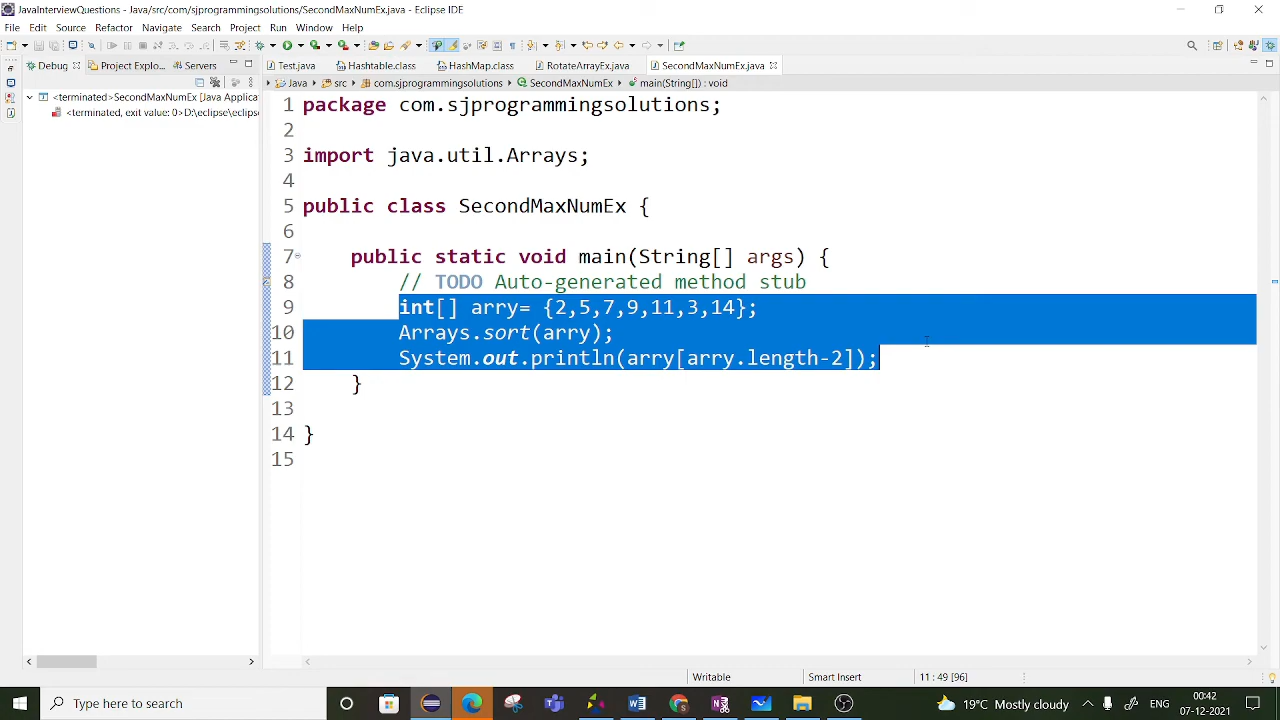 JavaInterviewQuestions - Java/src/com/sjprogrammingsolutions/SecondMaxNumEx.java - Eclipse IDE
File Edit Source Refactor Navigate Search Project Run Window Help
Debug Project Explo... Servers
Test.java Hashtable.class HashMap.class RotateArrayEx.java SecondMaxNumEx.java
Java src com.sjprogrammingsolutions SecondMaxNumEx main(String[]) : void
<terminated>SecondMaxNumEx [Java Applica
<terminated, exit value: 0>D:\eclipse\eclipse
1 package com.sjprogrammingsolutions;
2
3 import java.util.Arrays;
4
5 public class SecondMaxNumEx {
6
7 public static void main(String[] args) {
8 // TODO Auto-generated method stub
9 int[] arry= {2,5,7,9,11,3,14};
10 Arrays.sort(arry);
11 System.out.println(arry[arry.length-2]);
12 }
13
14 }
15
Writable Smart Insert 11 : 49 [96]
Type here to search
19°C Mostly cloudy ENG 00:42
07-12-2021